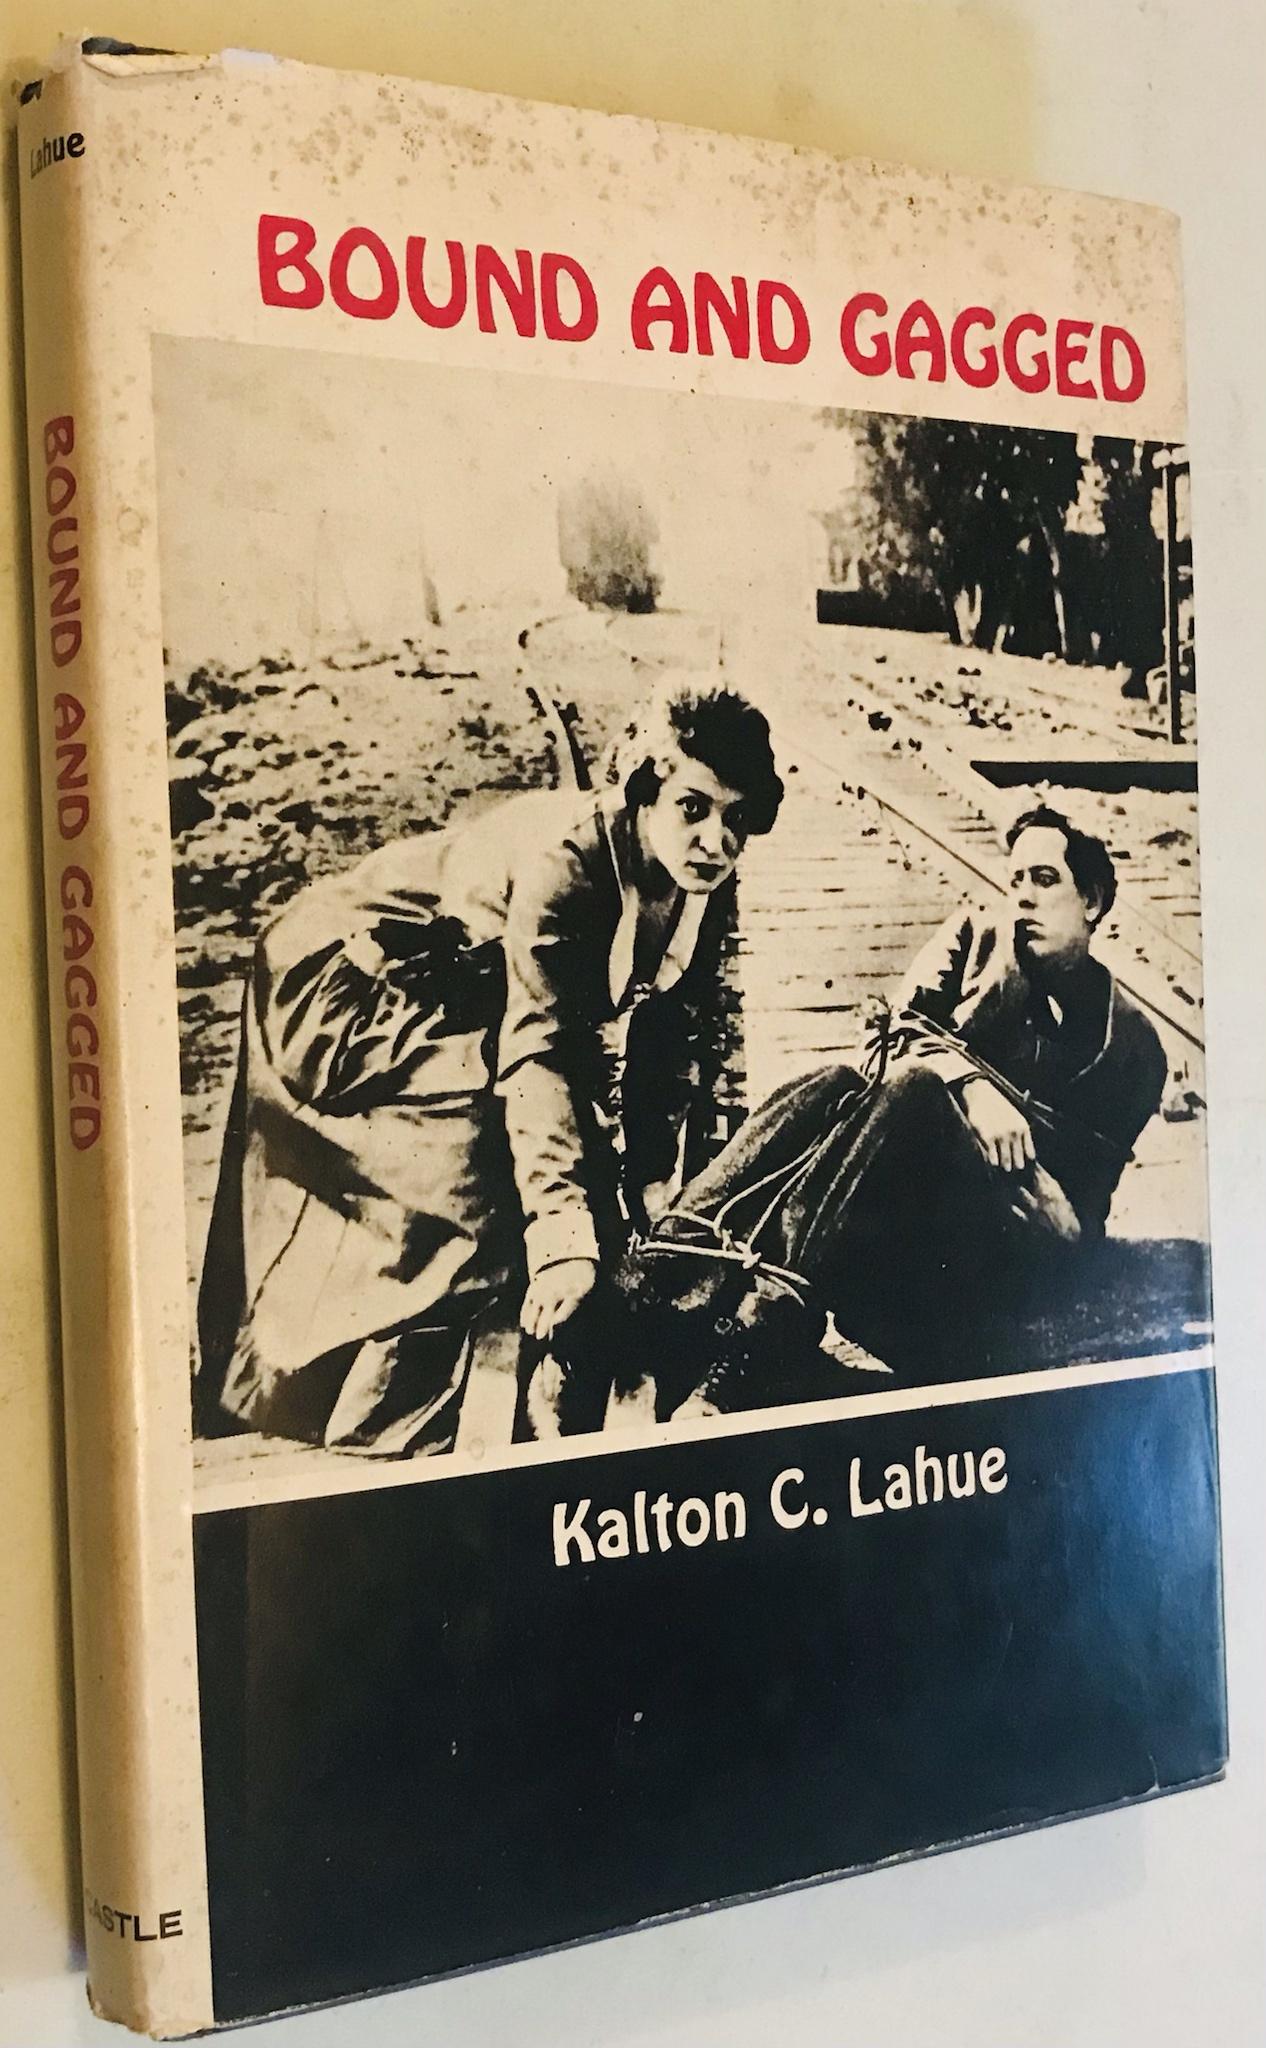 Lahue
BOUND AND GAGGED
CASTLE
BOUND AND GAGGED
Kalton C. Lahue